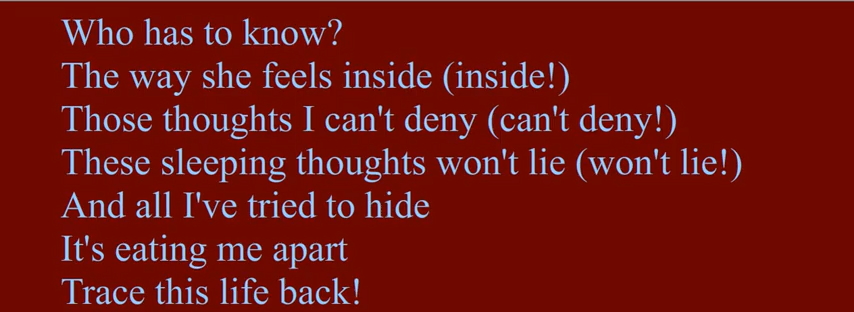 Who has to know?
The way she feels inside (inside!)
Those thoughts I can't deny (can't deny!)
These sleeping thoughts won't lie (won't lie!)
And all I've tried to hide
It's eating me apart
Trace this life back!